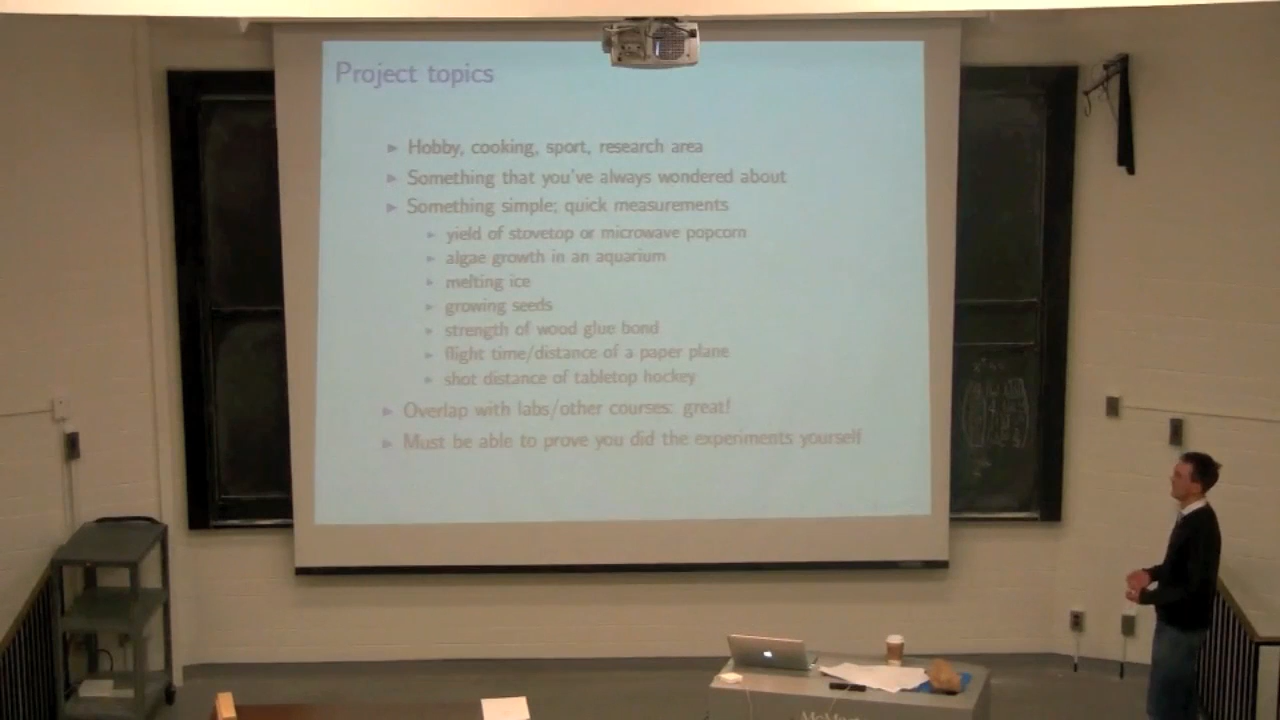 Project topics
Hobby, cooking, sport, research area
Something that you've always wondered about
Something simple; quick measurements
yield of stovetop or microwave popcorn
algae growth in an aquarium
melting ice
growing seeds
strength of wood glue bond
flight time/distance of a paper plane
shot distance of tabletop hockey
Overlap with labs/other courses: great!
Must be able to prove you did the experiments yourself